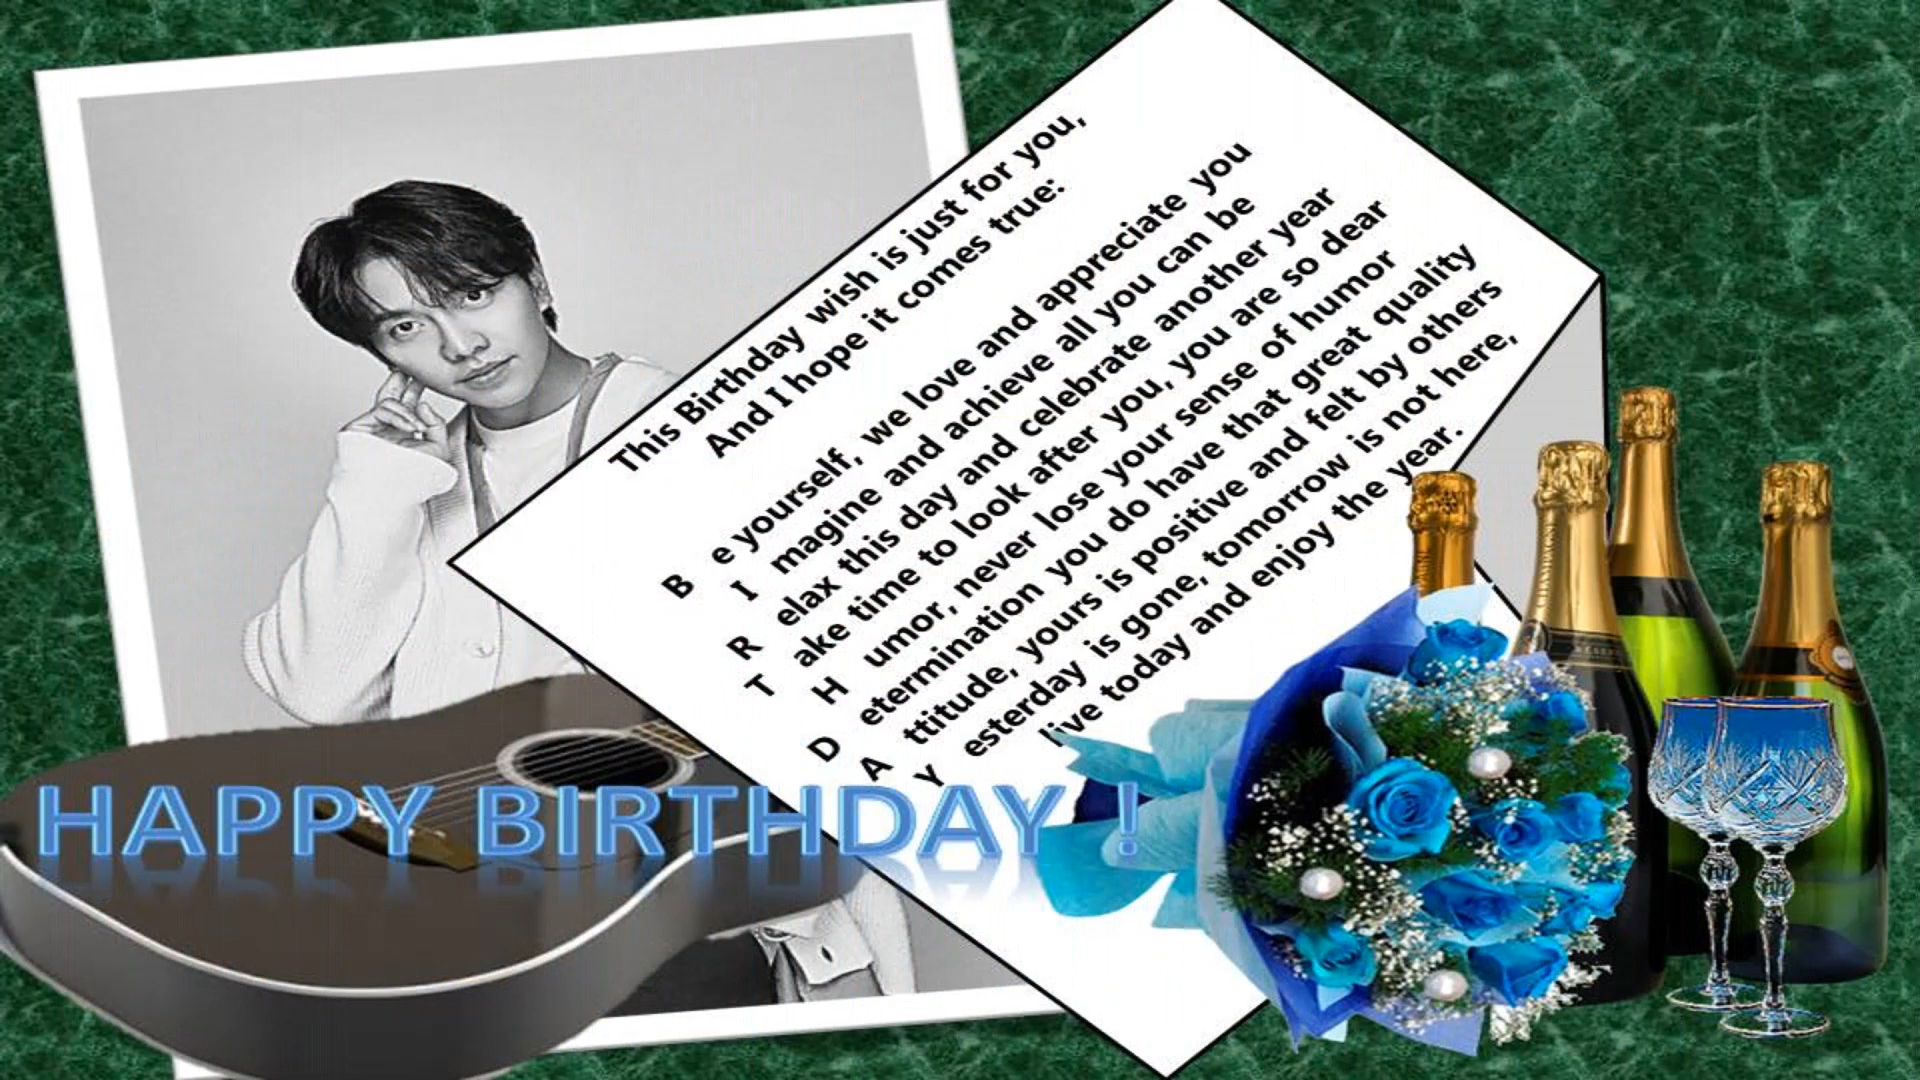 This Birthday wish is just for you,
And I hope it comes true:
B e yourself, we love and appreciate you
I magine and achieve all you can be
R elax this day and celebrate another year
T ake time to look after you, you are so dear
H umor, never lose your sense of humor
D etermination you do have that great quality
A ttitude, yours is positive and felt by others
Y esterday is gone, tomorrow is not here,
live today and enjoy the year.
HAPPY BIRTHDAY !